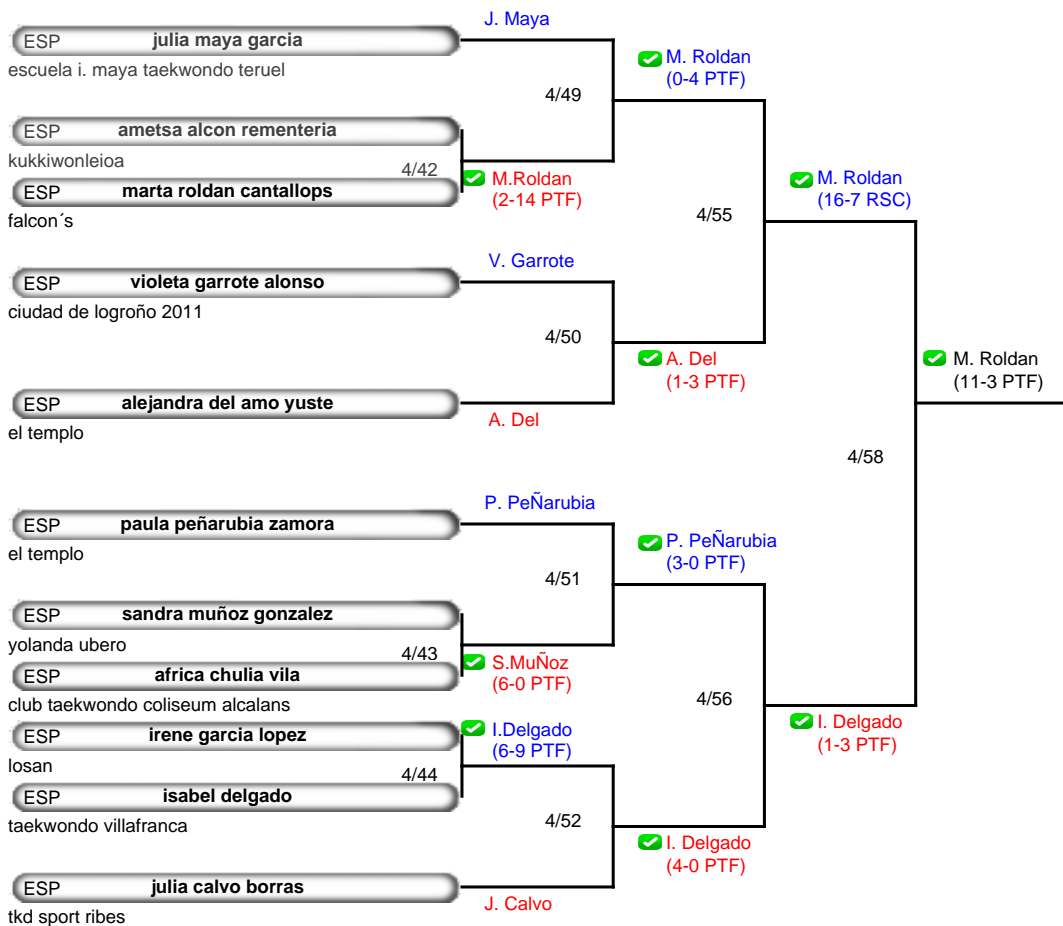 J. Maya
ESP julia maya garcia
escuela i. maya taekwondo teruel
M. Roldan
(0-4 PTF)
4/49
ESP ametsa alcon rementeria
kukkiwonleioa
4/42
ESP marta roldan cantallops
falcon´s
M.Roldan
(2-14 PTF)
M. Roldan
(16-7 RSC)
4/55
V. Garrote
ESP violeta garrote alonso
ciudad de logroño 2011
4/50
A. Del
(1-3 PTF)
M. Roldan
(11-3 PTF)
ESP alejandra del amo yuste
el templo
A. Del
4/58
P. PeÑarubia
ESP paula peñarubia zamora
el templo
P. PeÑarubia
(3-0 PTF)
4/51
ESP sandra muñoz gonzalez
yolanda ubero
4/43
ESP africa chulia vila
club taekwondo coliseum alcalans
S.MuÑoz
(6-0 PTF)
4/56
ESP irene garcia lopez
losan
I.Delgado
(6-9 PTF)
I. Delgado
(1-3 PTF)
4/44
ESP isabel delgado
taekwondo villafranca
4/52
I. Delgado
(4-0 PTF)
ESP julia calvo borras
tkd sport ribes
J. Calvo